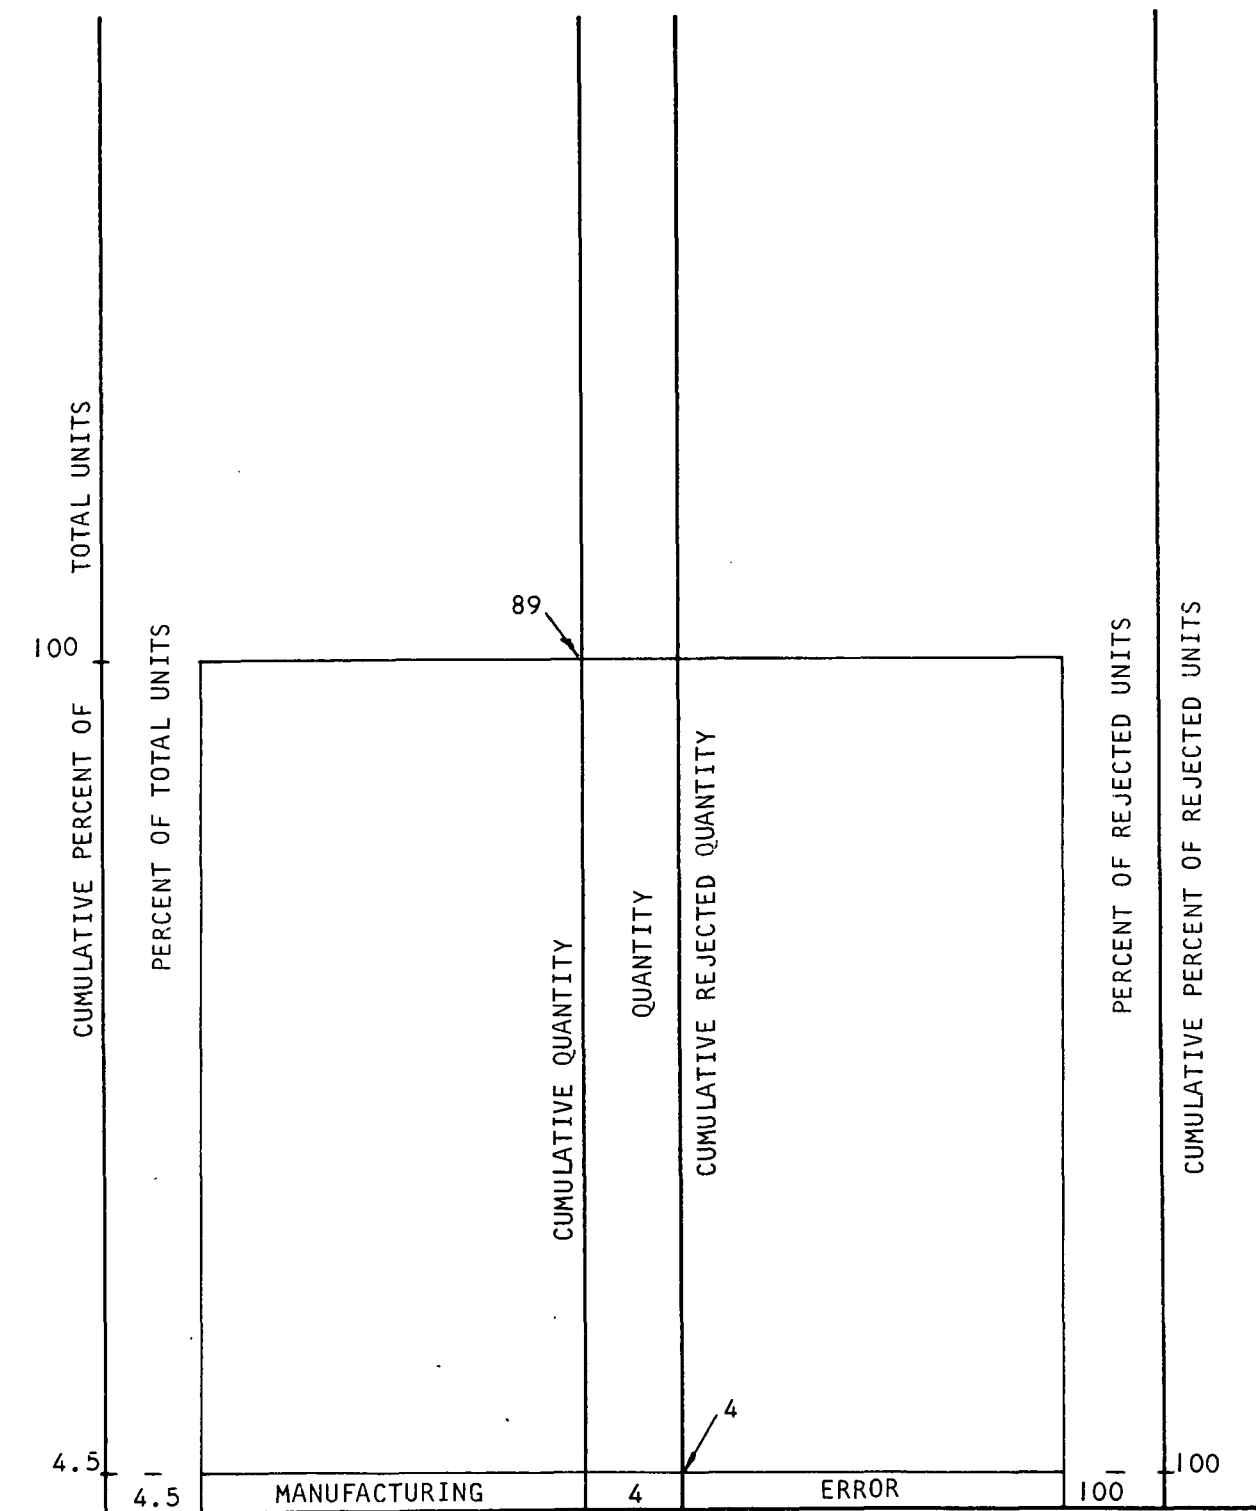 CUMULATIVE PERCENT OF TOTAL UNITS
PERCENT OF TOTAL UNITS
CUMULATIVE QUANTITY
QUANTITY
CUMULATIVE REJECTED QUANTITY
PERCENT OF REJECTED UNITS
CUMULATIVE PERCENT OF REJECTED UNITS
89
100
4
4.5
100
4.5
MANUFACTURING
4
ERROR
100